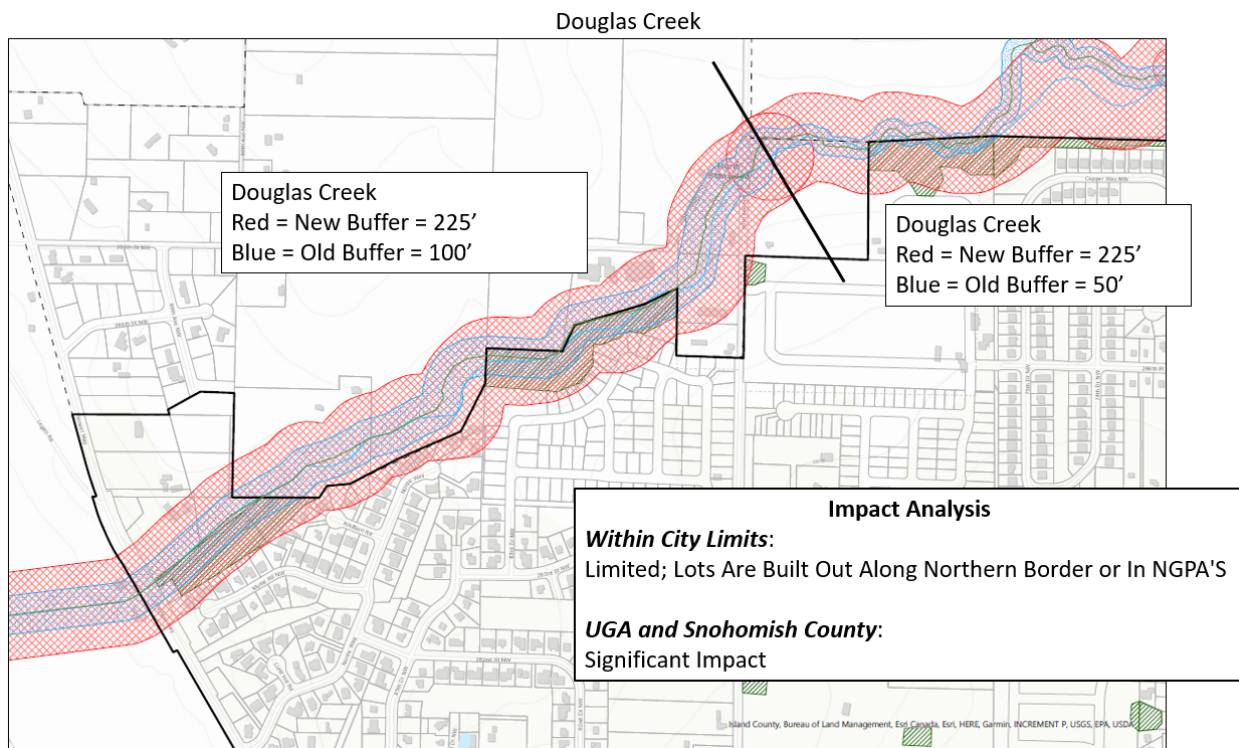 Douglas Creek
Douglas Creek
Red = New Buffer = 225’
Blue = Old Buffer = 100’
Douglas Creek
Red = New Buffer = 225’
Blue = Old Buffer = 50’
Copper Way NW
Impact Analysis
Within City Limits:
Limited; Lots Are Built Out Along Northern Border or In NGPA'S
UGA and Snohomish County:
Significant Impact
Island County, Bureau of Land Management, Esri Canada, Esri, HERE, Garmin, INCREMENT P, USGS, EPA, USDA